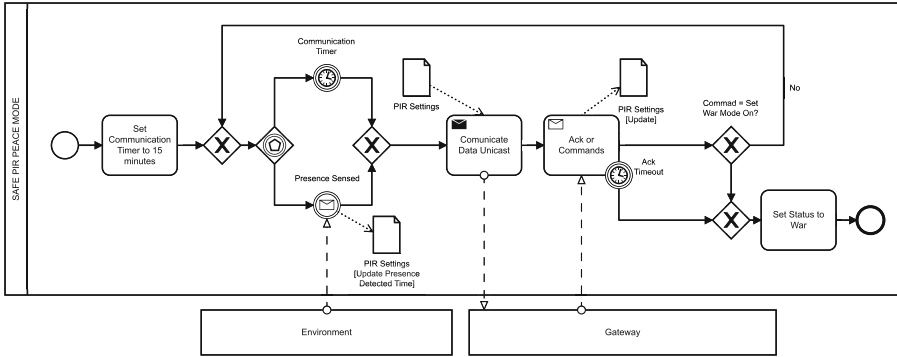 SAFE PIR PEACE MODE
Set
Communication
Timer to 15
minutes
Communication
Timer
Presence Sensed
PIR Settings
[Update Presence
Detected Time]
PIR Settings
Comunicate
Data Unicast
Ack or
Commands
PIR Settings
[Update]
Ack
Timeout
Commad = Set
War Mode On?
No
Set Status to
War
Environment
Gateway